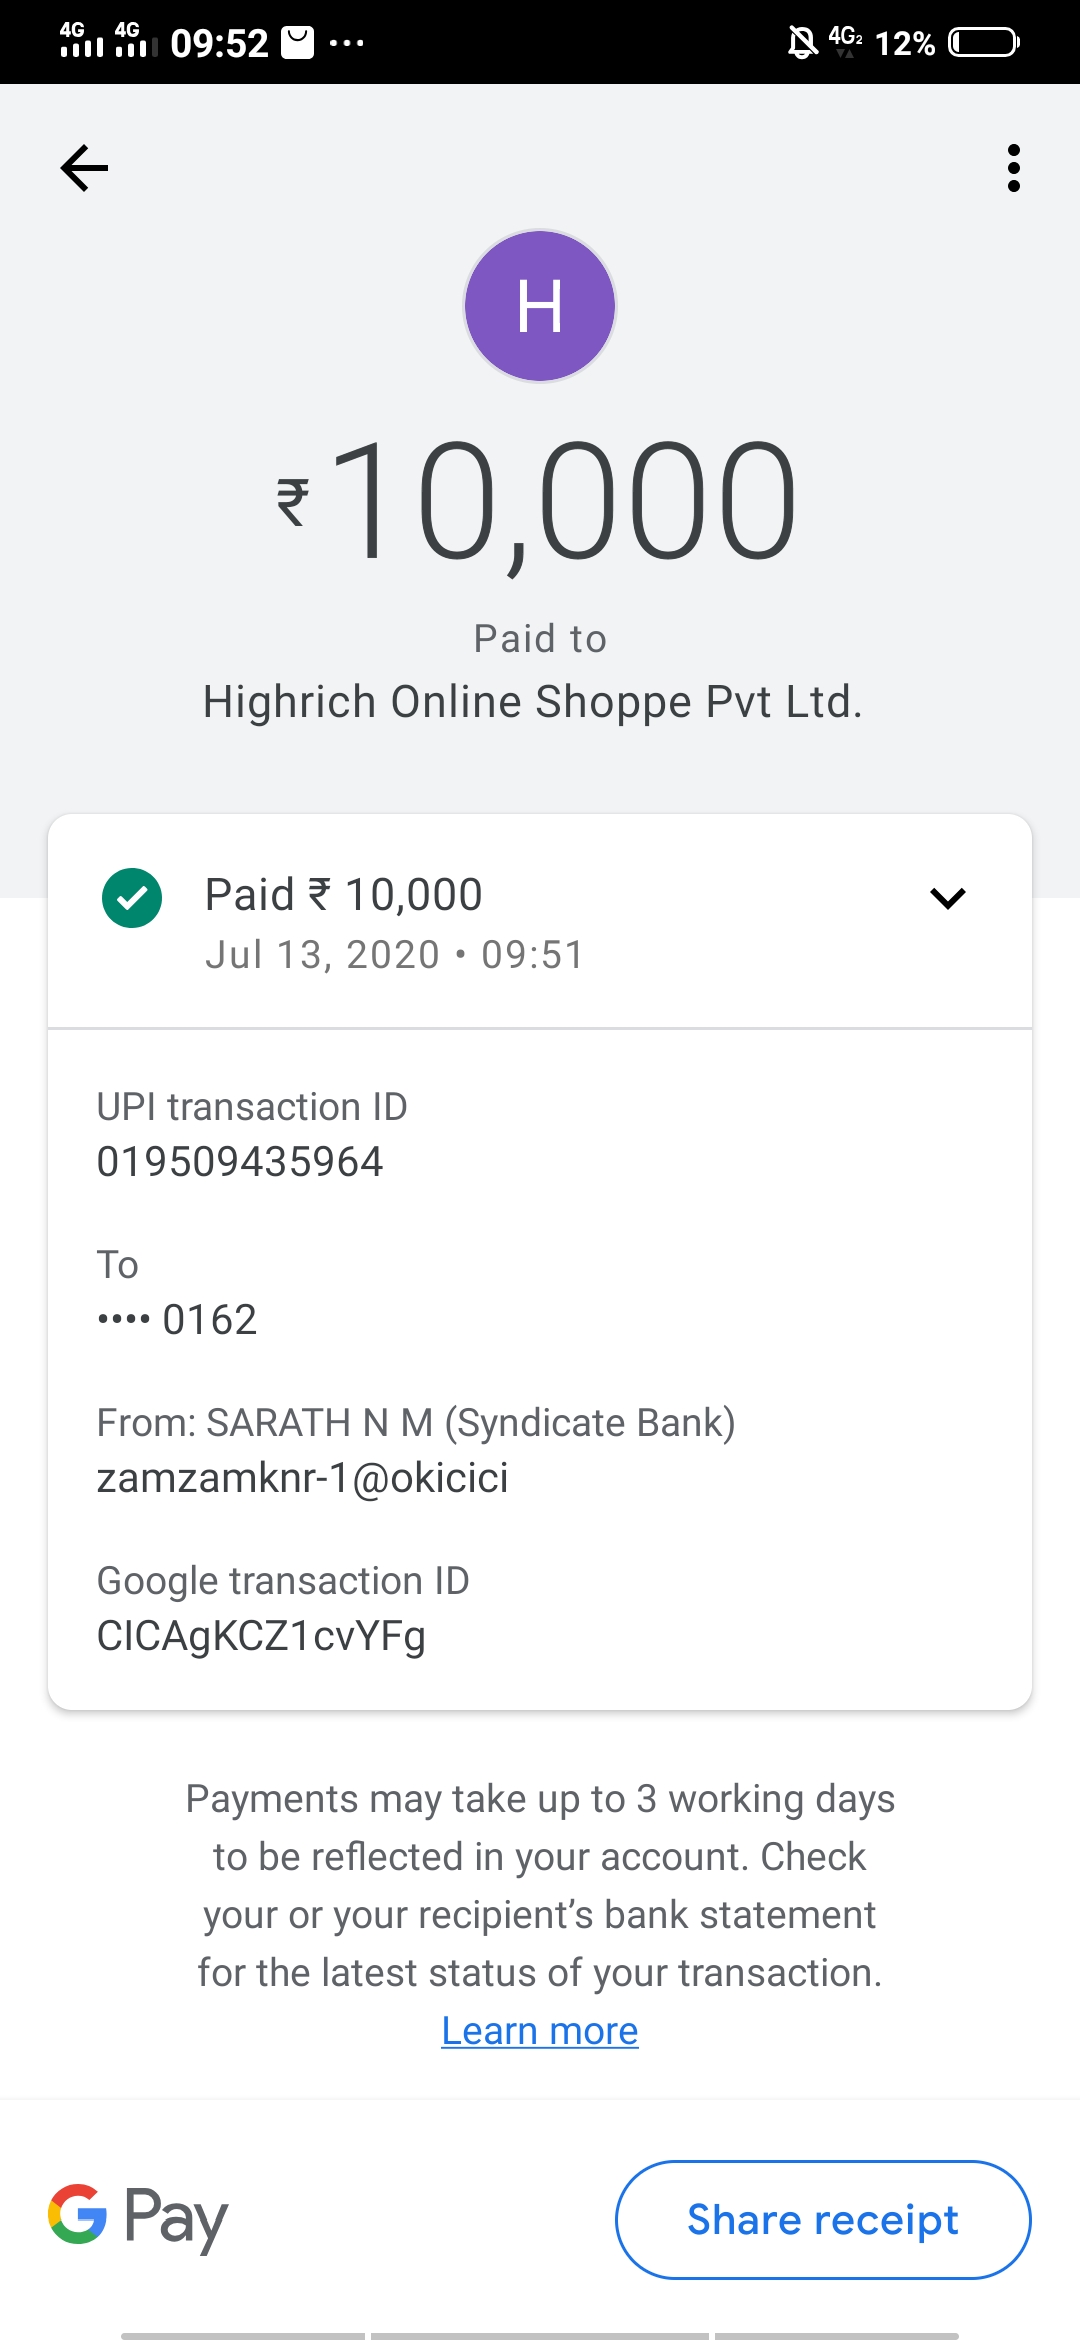 4G 4G 09:52 ... 4G2 12%
H
₹10,000
Paid to
Highrich Online Shoppe Pvt Ltd.
Paid ₹ 10,000
Jul 13, 2020 • 09:51
UPI transaction ID
019509435964
To
•••• 0162
From: SARATH N M (Syndicate Bank)
zamzamknr-1@okicici
Google transaction ID
CICAgKCZ1cvYFg
Payments may take up to 3 working days
to be reflected in your account. Check
your or your recipient’s bank statement
for the latest status of your transaction.
Learn more
G Pay
Share receipt